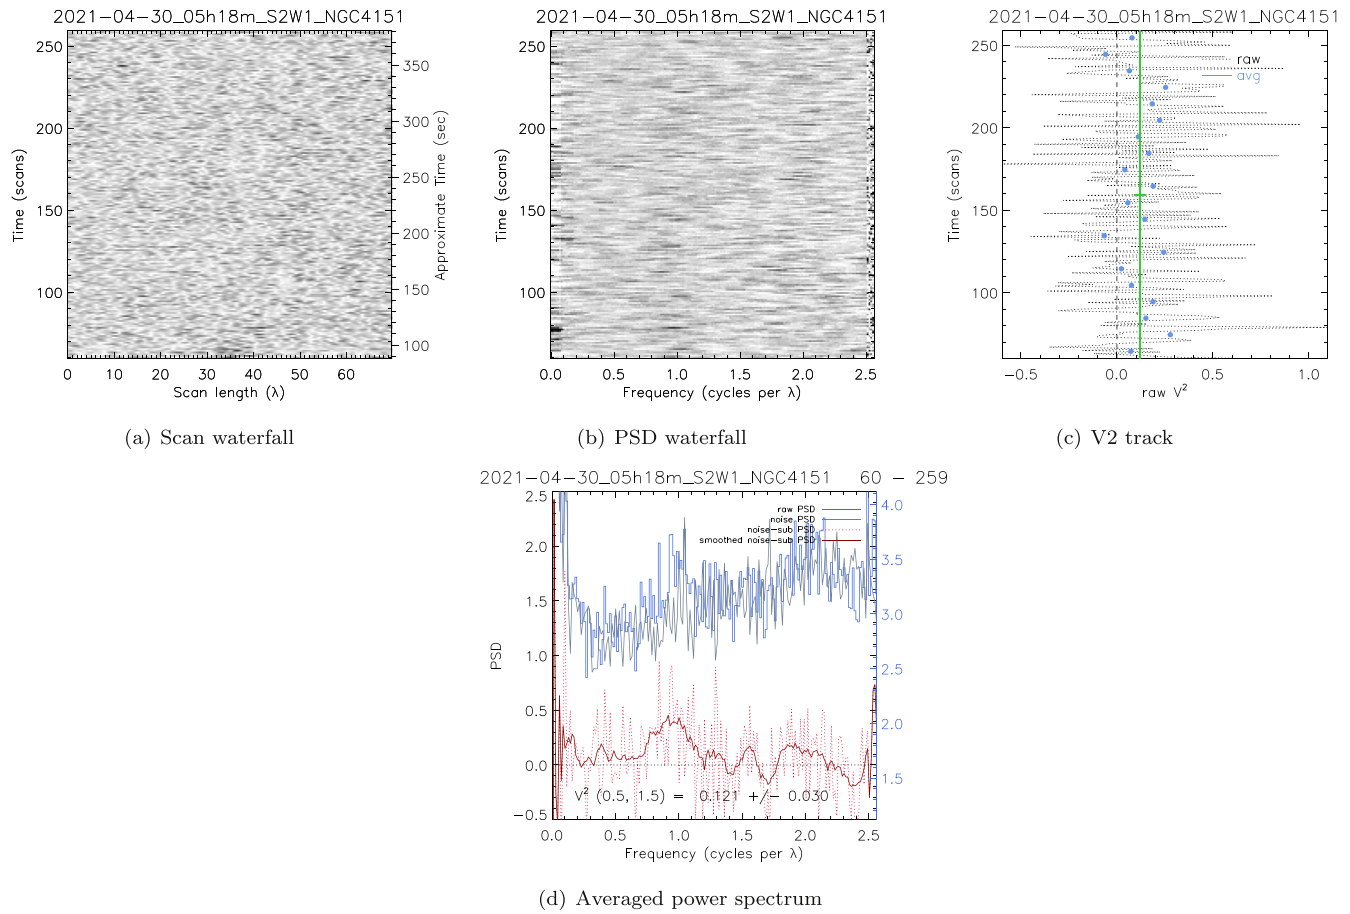 2021-04-30_05h18m_S2W1_NGC4151
250
200
150
100
Time (scans)
350
300
250
200
150
100
Approximate Time (sec)
0 10 20 30 40 50 60
Scan length (λ)
(a) Scan waterfall
2021-04-30_05h18m_S2W1_NGC4151
250
200
150
100
Time (scans)
0.0 0.5 1.0 1.5 2.0 2.5
Frequency (cycles per λ)
(b) PSD waterfall
2021-04-30_05h18m_S2W1_NGC4151
raw
avg
250
200
150
100
Time (scans)
-0.5 0.0 0.5 1.0
raw V²
(c) V2 track
2021-04-30_05h18m_S2W1_NGC4151 60 - 259
raw PSD
noise PSD
noise-sub PSD
smoothed noise-sub PSD
2.5
2.0
1.5
1.0
0.5
0.0
-0.5
PSD
4.0
3.5
3.0
2.5
2.0
1.5
V² (0.5, 1.5) = 0.121 +/- 0.030
0.0 0.5 1.0 1.5 2.0 2.5
Frequency (cycles per λ)
(d) Averaged power spectrum